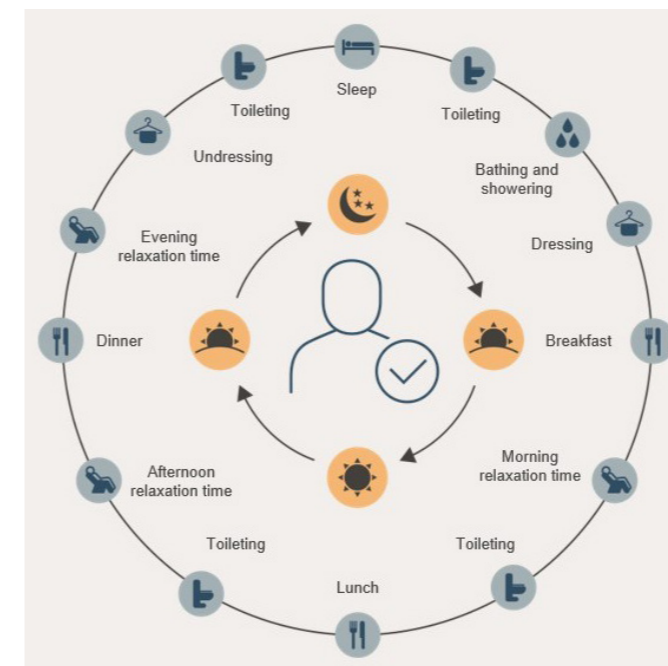 Sleep
Toileting
Toileting
Undressing
Bathing and
showering
Evening
relaxation time
Dressing
Dinner
Breakfast
Afternoon
relaxation time
Morning
relaxation time
Toileting
Toileting
Lunch